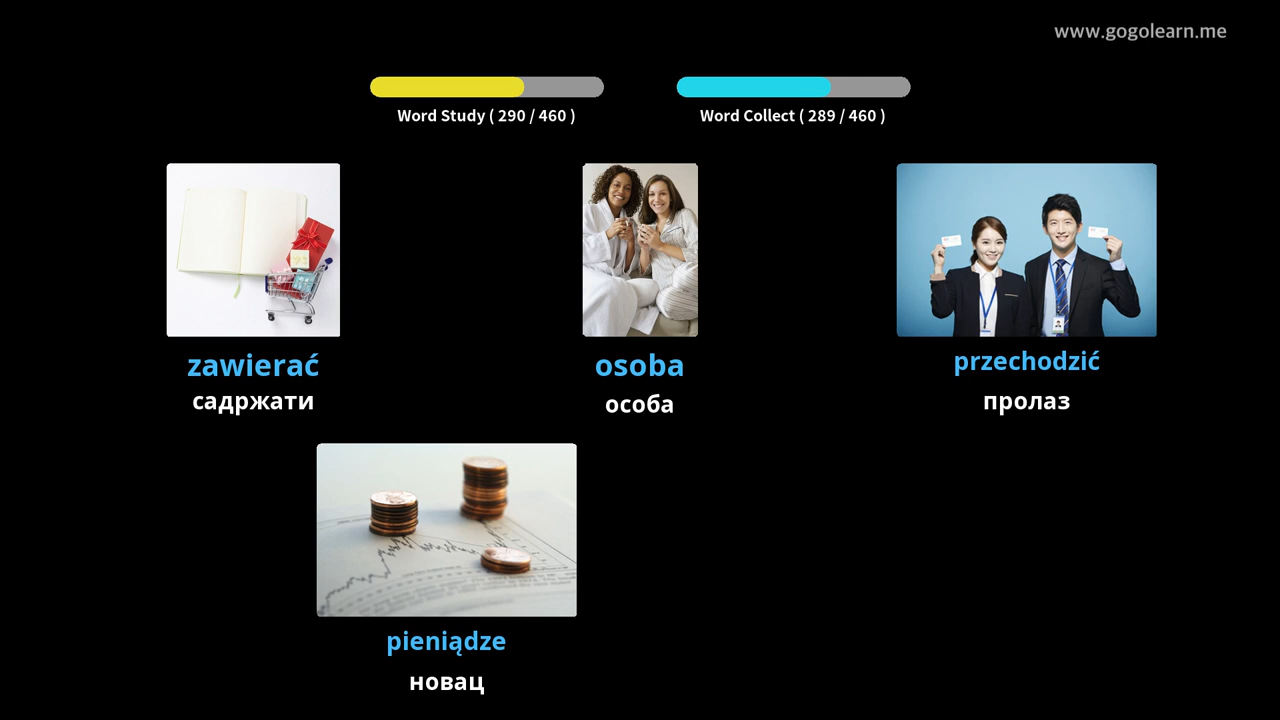 www.gogolearn.me
Word Study ( 290 / 460 )
Word Collect ( 289 / 460 )
zawierać
садржати
osoba
особа
przechodzić
пролаз
pieniądze
новац